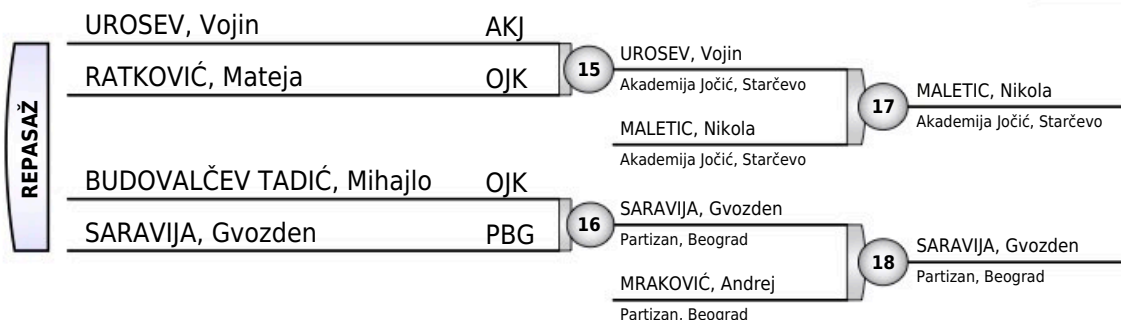 REPASAŽ
UROSEV, Vojin AKJ
RATKOVIĆ, Mateja OJK
15
UROSEV, Vojin
Akademija Jočić, Starčevo
MALETIC, Nikola
Akademija Jočić, Starčevo
17
MALETIC, Nikola
Akademija Jočić, Starčevo
BUDOVALČEV TADIĆ, Mihajlo OJK
SARAVIJA, Gvozden PBG
16
SARAVIJA, Gvozden
Partizan, Beograd
MRAKOVIĆ, Andrej
Partizan, Beograd
18
SARAVIJA, Gvozden
Partizan, Beograd